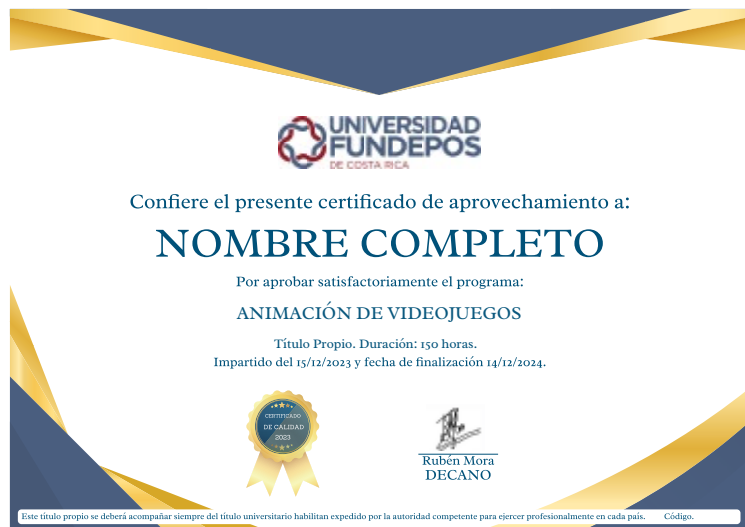 UNIVERSIDAD
FUNDEPOS
DE COSTA RICA
Confiere el presente certificado de aprovechamiento a:
NOMBRE COMPLETO
Por aprobar satisfactoriamente el programa:
ANIMACIÓN DE VIDEOJUEGOS
Título Propio. Duración: 150 horas.
Impartido del 15/12/2023 y fecha de finalización 14/12/2024.
CERTIFICADO
DE CALIDAD
2023
Rubén Mora
DECANO
Este título propio se deberá acompañar siempre del título universitario habilitan expedido por la autoridad competente para ejercer profesionalmente en cada país. Código.